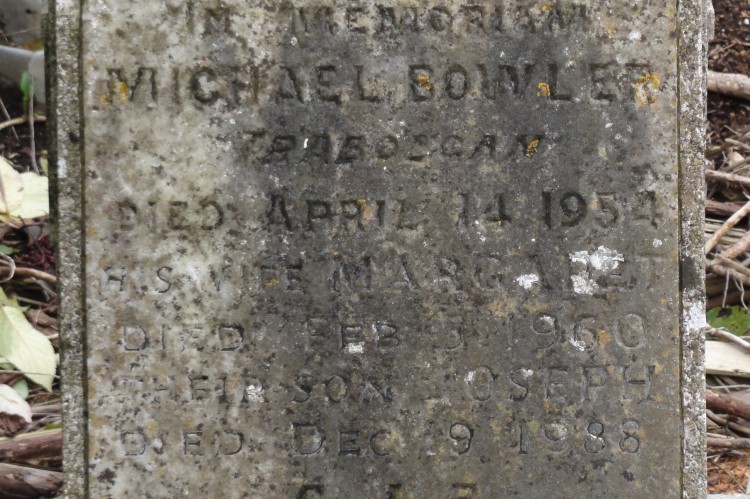 IN MEMORIAM
MICHAEL BOWLER
DIED APRIL 14 1954
HIS WIFE MARGARET
DIED FEB 3 1960
THEIR SON JOSEPH
DIED DEC 9 1988